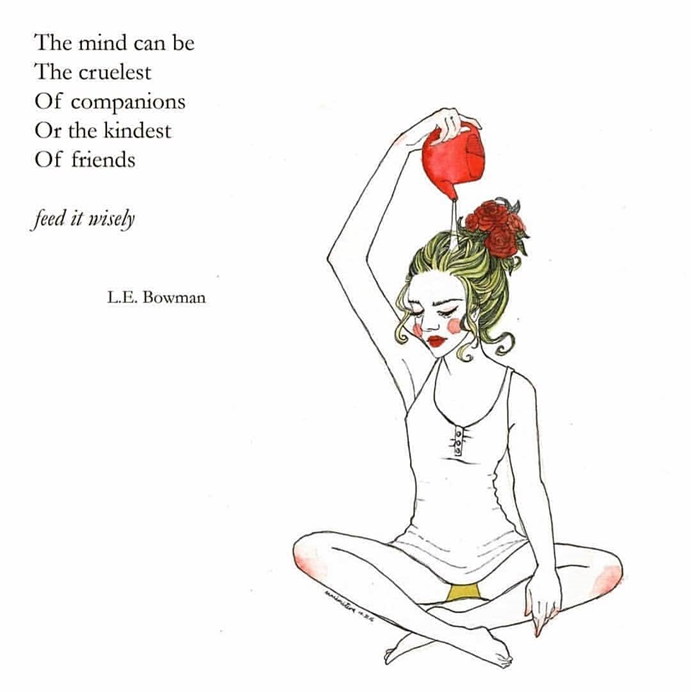 The mind can be
The cruelest
Of companions
Or the kindest
Of friends
feed it wisely
L.E. Bowman